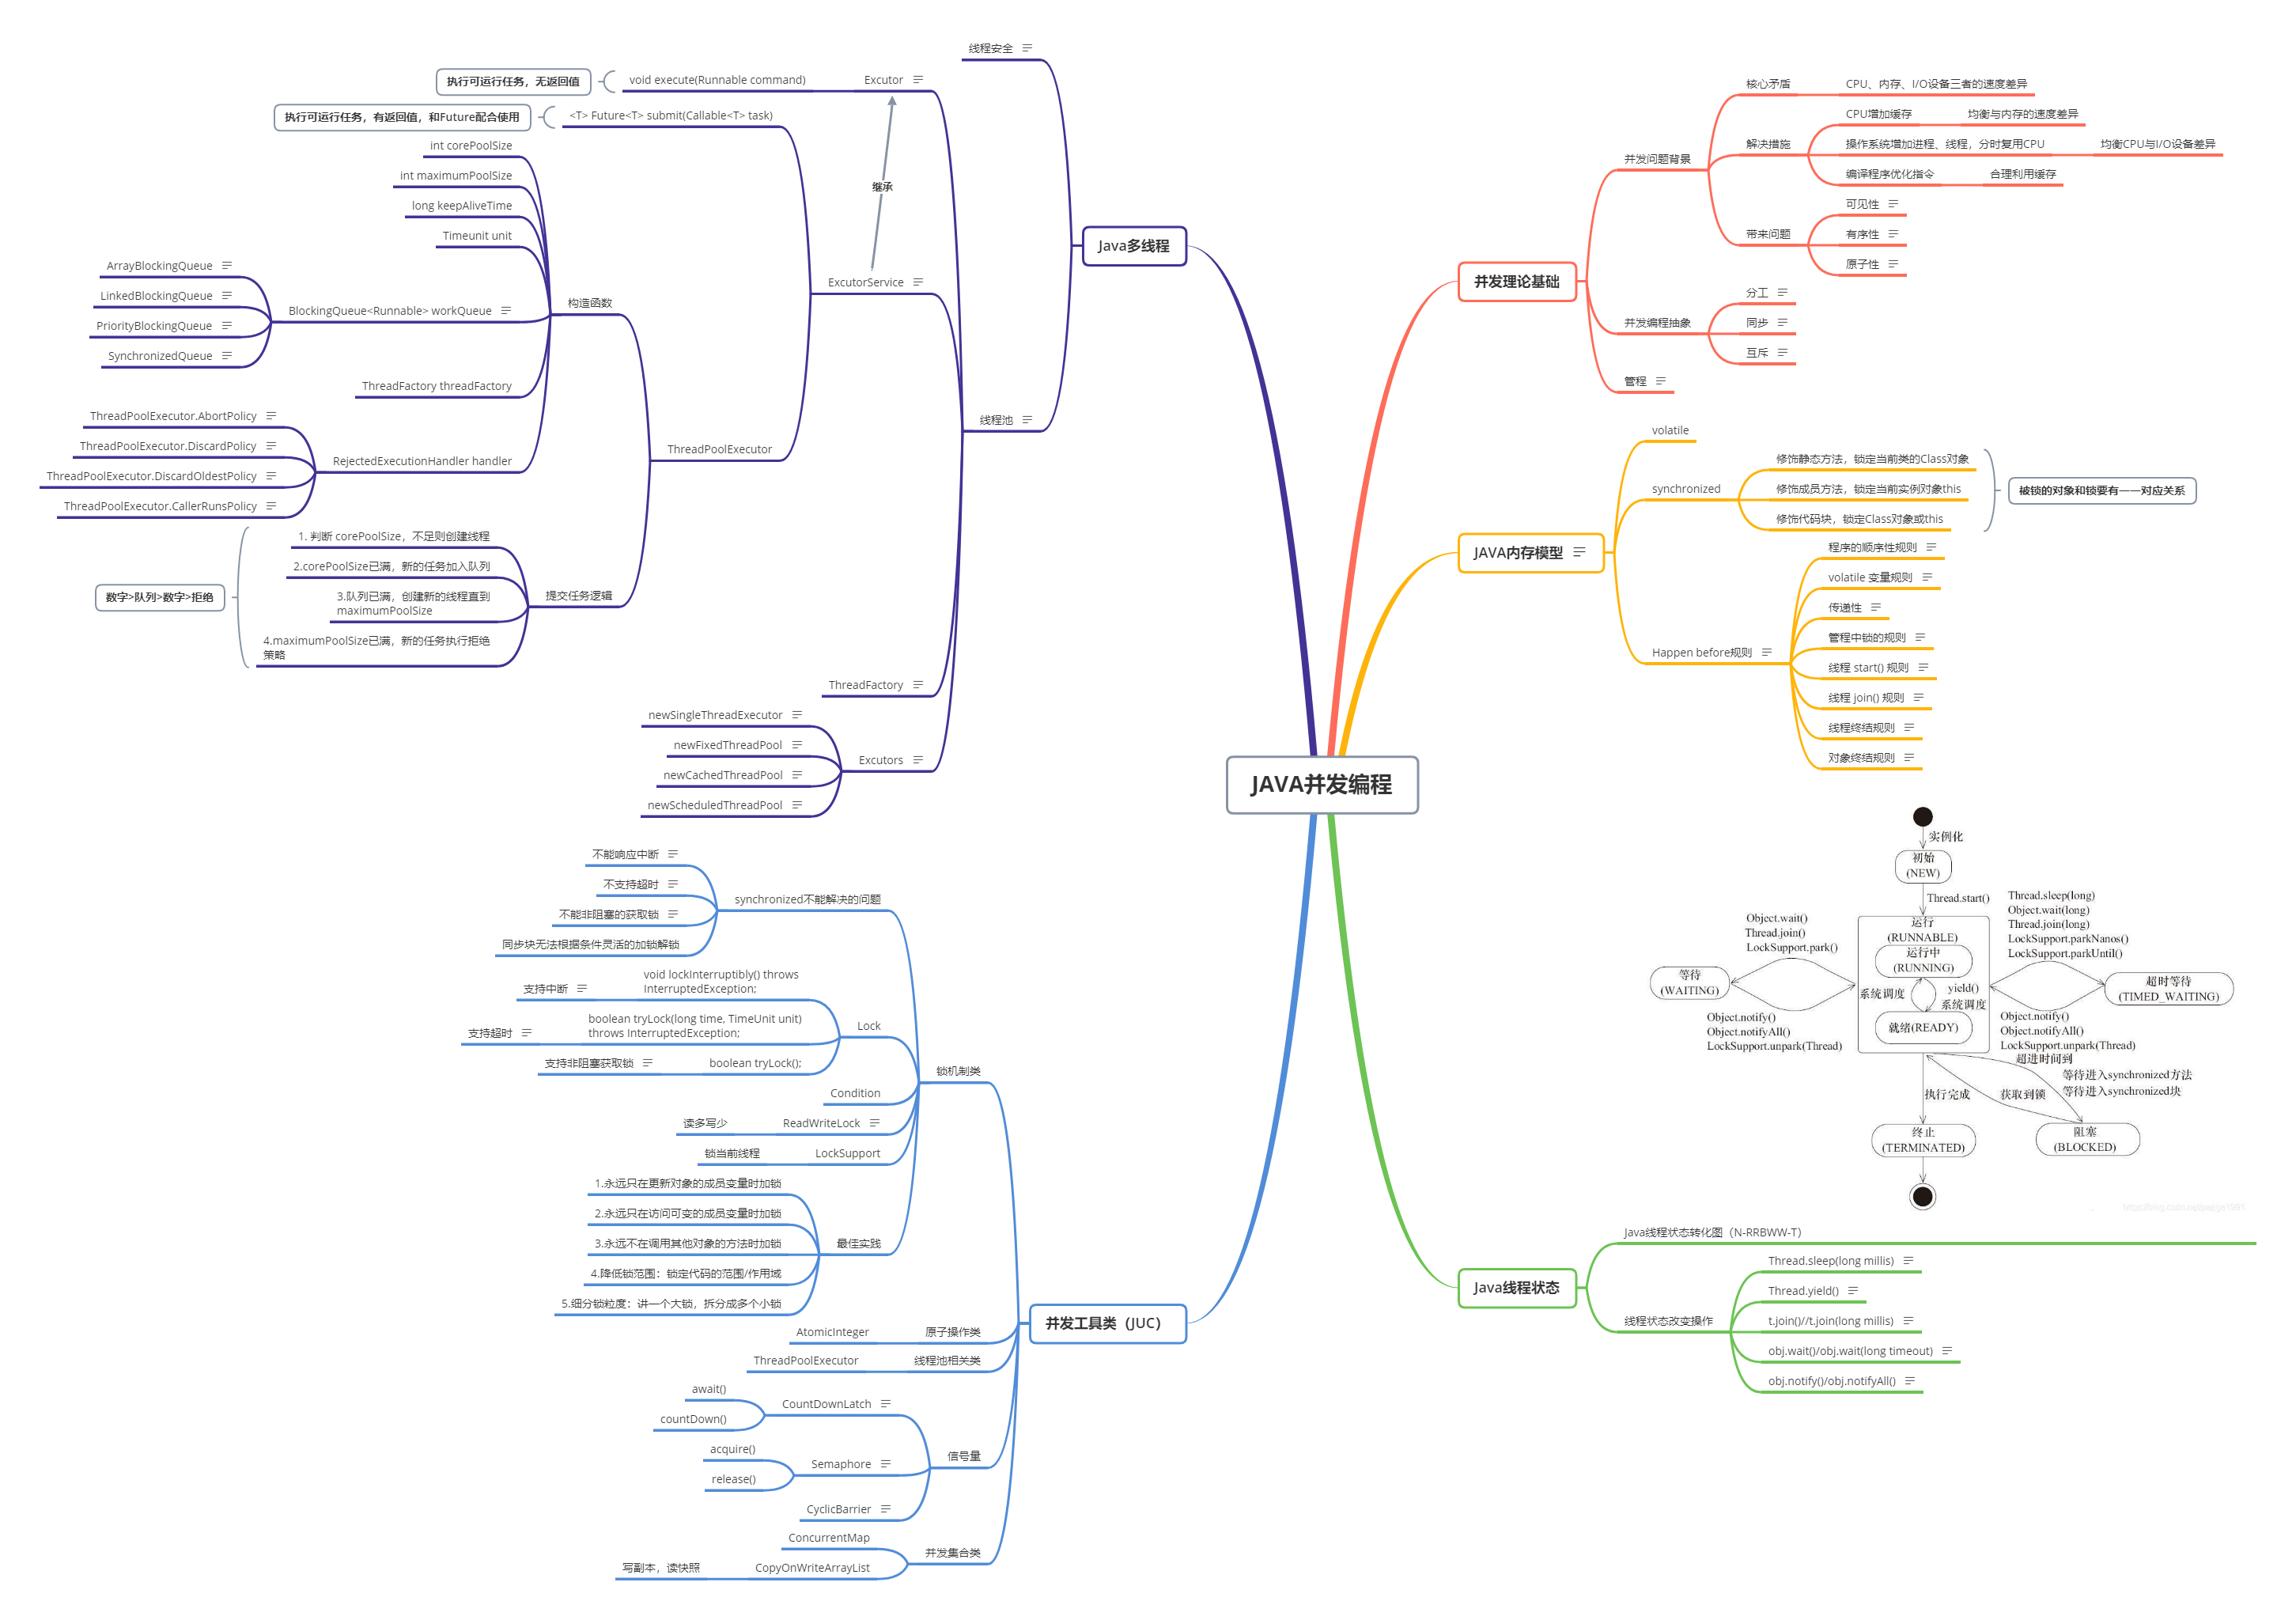 JAVA并发编程
Java多线程
线程安全
线程池
Excutor
void execute(Runnable command)
执行可运行任务，无返回值
继承
ExcutorService
<T> Future<T> submit(Callable<T> task)
执行可运行任务，有返回值，和Future配合使用
ThreadPoolExecutor
构造函数
int corePoolSize
int maximumPoolSize
long keepAliveTime
Timeunit unit
BlockingQueue<Runnable> workQueue
ArrayBlockingQueue
LinkedBlockingQueue
PriorityBlockingQueue
SynchronizedQueue
ThreadFactory threadFactory
RejectedExecutionHandler handler
ThreadPoolExecutor.AbortPolicy
ThreadPoolExecutor.DiscardPolicy
ThreadPoolExecutor.DiscardOldestPolicy
ThreadPoolExecutor.CallerRunsPolicy
提交任务逻辑
1. 判断 corePoolSize，不足则创建线程
2.corePoolSize已满，新的任务加入队列
3.队列已满，创建新的线程直到
maximumPoolSize
4.maximumPoolSize已满，新的任务执行拒绝
策略
数字>队列>数字>拒绝
ThreadFactory
Excutors
newSingleThreadExecutor
newFixedThreadPool
newCachedThreadPool
newScheduledThreadPool
并发理论基础
并发问题背景
核心矛盾
CPU、内存、I/O设备三者的速度差异
解决措施
CPU增加缓存
均衡与内存的速度差异
操作系统增加进程、线程，分时复用CPU
均衡CPU与I/O设备差异
编译程序优化指令
合理利用缓存
带来问题
可见性
有序性
原子性
并发编程抽象
分工
同步
互斥
管程
JAVA内存模型
volatile
synchronized
修饰静态方法，锁定当前类的Class对象
修饰成员方法，锁定当前实例对象this
修饰代码块，锁定Class对象或this
被锁的对象和锁要有一一对应关系
Happen before规则
程序的顺序性规则
volatile 变量规则
传递性
管程中锁的规则
线程 start() 规则
线程 join() 规则
线程终结规则
对象终结规则
并发工具类（JUC）
锁机制类
synchronized不能解决的问题
不能响应中断
不支持超时
不能非阻塞的获取锁
同步块无法根据条件灵活的加锁解锁
Lock
void lockInterruptibly() throws
InterruptedException;
支持中断
boolean tryLock(long time, TimeUnit unit)
throws InterruptedException;
支持超时
boolean tryLock();
支持非阻塞获取锁
Condition
ReadWriteLock
读多写少
LockSupport
锁当前线程
最佳实践
1.永远只在更新对象的成员变量时加锁
2.永远只在访问可变的成员变量时加锁
3.永远不在调用其他对象的方法时加锁
4.降低锁范围：锁定代码的范围/作用域
5.细分锁粒度：讲一个大锁，拆分成多个小锁
原子操作类
AtomicInteger
线程池相关类
ThreadPoolExecutor
信号量
CountDownLatch
await()
countDown()
Semaphore
acquire()
release()
CyclicBarrier
并发集合类
ConcurrentMap
CopyOnWriteArrayList
写副本，读快照
Java线程状态
Java线程状态转化图（N-RRBWW-T）
实例化
初始
(NEW)
Thread.start()
运行
(RUNNABLE)
运行中
(RUNNING)
系统调度
yield()
系统调度
就绪(READY)
Object.wait()
Thread.join()
LockSupport.park()
等待
(WAITING)
Object.notify()
Object.notifyAll()
LockSupport.unpark(Thread)
Thread.sleep(long)
Object.wait(long)
Thread.join(long)
LockSupport.parkNanos()
LockSupport.parkUntil()
超时等待
(TIMED_WAITING)
Object.notify()
Object.notifyAll()
LockSupport.unpark(Thread)
超进时间到
等待进入synchronized方法
等待进入synchronized块
获取到锁
阻塞
(BLOCKED)
执行完成
终止
(TERMINATED)
线程状态改变操作
Thread.sleep(long millis)
Thread.yield()
t.join()//t.join(long millis)
obj.wait()/obj.wait(long timeout)
obj.notify()/obj.notifyAll()